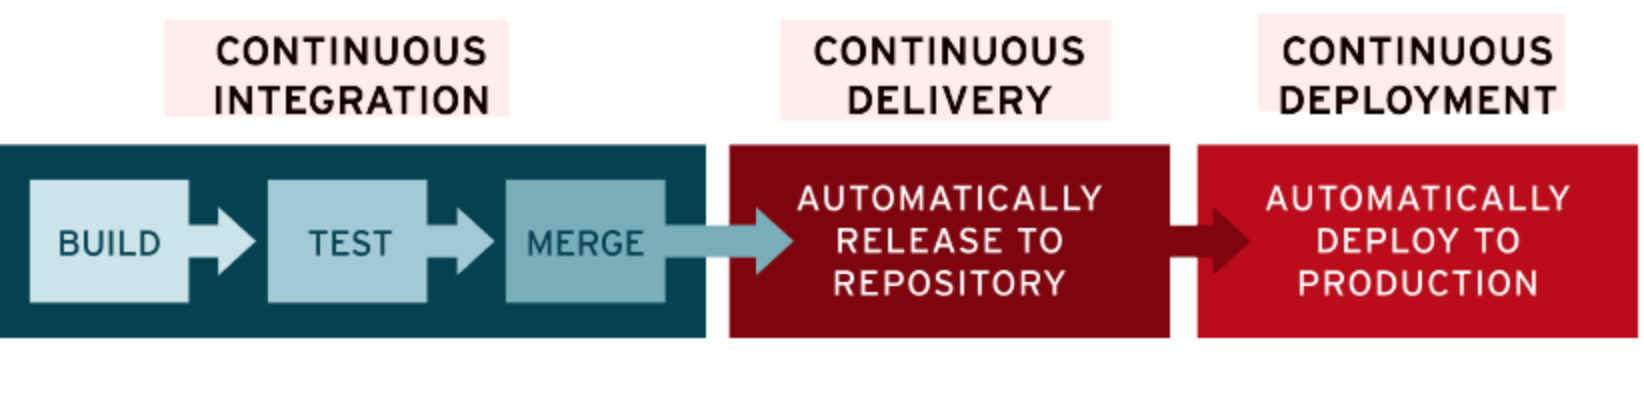 CONTINUOUS
INTEGRATION
CONTINUOUS
DELIVERY
CONTINUOUS
DEPLOYMENT
BUILD
TEST
MERGE
AUTOMATICALLY
RELEASE TO
REPOSITORY
AUTOMATICALLY
DEPLOY TO
PRODUCTION